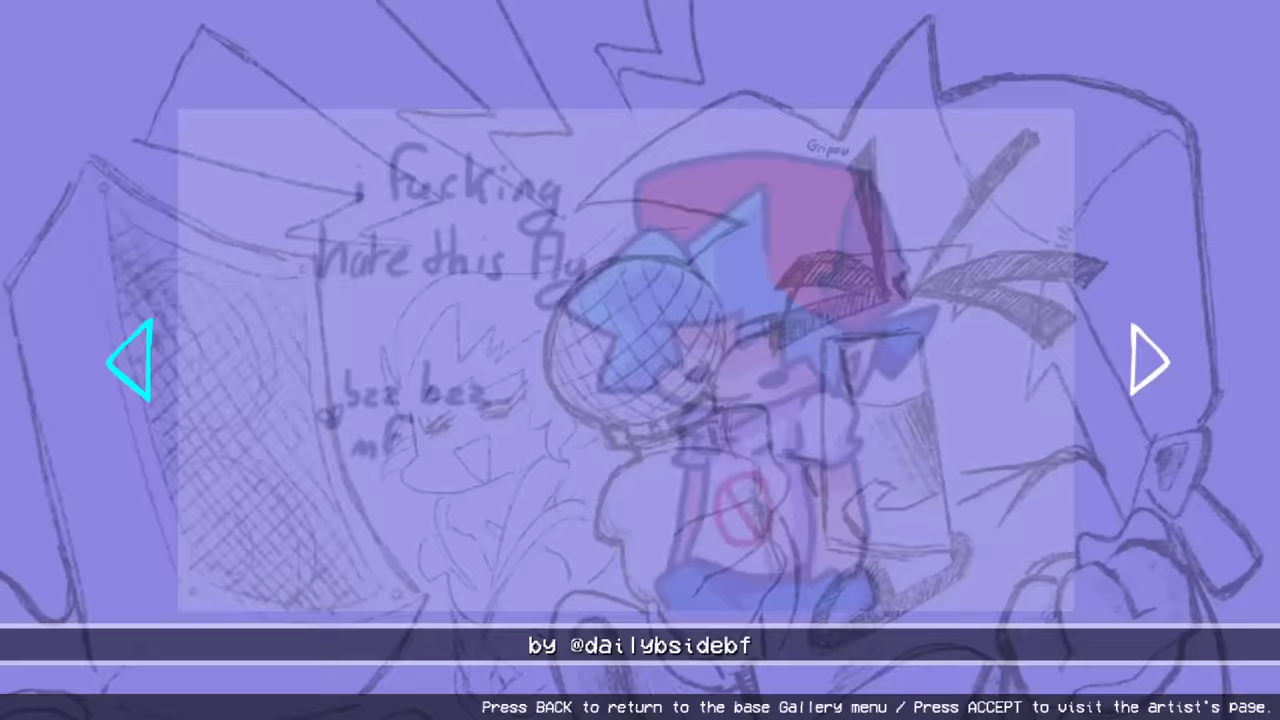 Gripou
i fucking
hate this fly
bzz bzz
mf
by @dailybsidebf
Press BACK to return to the base Gallery menu / Press ACCEPT to visit the artist's page.